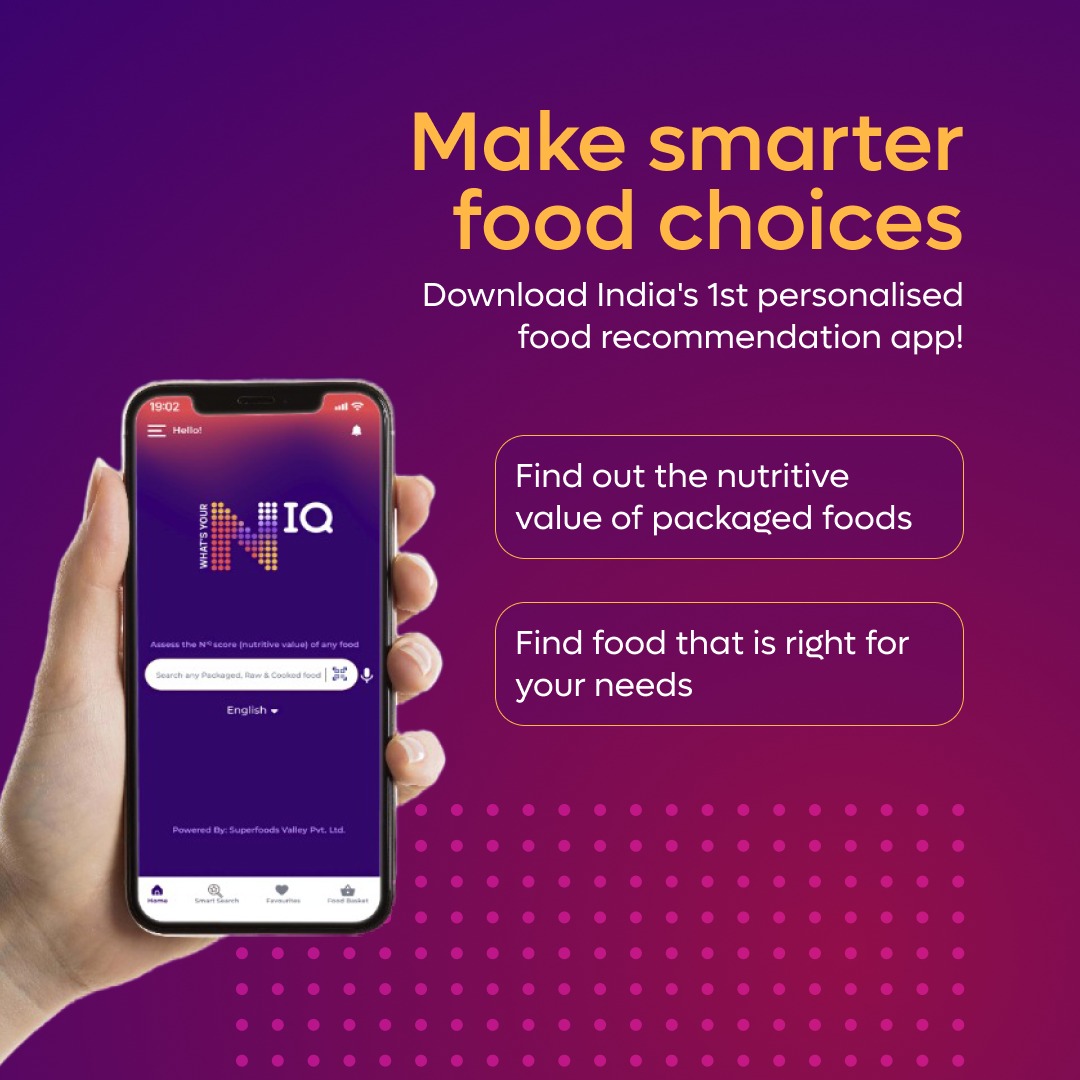 Make smarter
food choices
Download India's 1st personalised
food recommendation app!
19:02
Hello!
WHAT'S YOUR
N IQ
Find out the nutritive
value of packaged foods
Find food that is right for
your needs
Assess the Nᴵᑫ score (nutritive value) of any food
Search any Packaged, Raw & Cooked food
English
Powered By: Superfoods Valley Pvt. Ltd.
Home Smart Search Favourites Food Basket